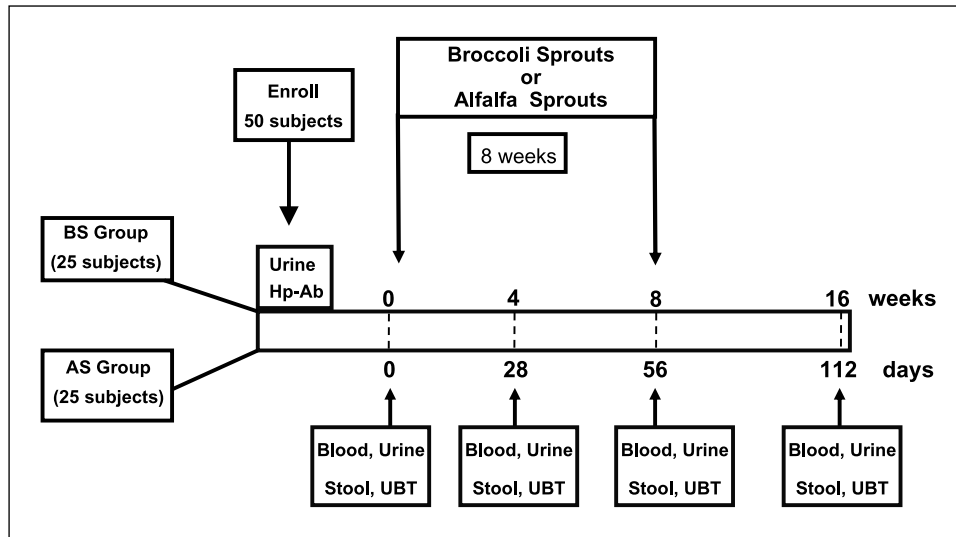 Broccoli Sprouts
or
Alfalfa Sprouts
Enroll
50 subjects
8 weeks
BS Group
(25 subjects)
Urine
Hp-Ab
0 4 8 16 weeks
AS Group
(25 subjects)
0 28 56 112 days
Blood, Urine
Stool, UBT
Blood, Urine
Stool, UBT
Blood, Urine
Stool, UBT
Blood, Urine
Stool, UBT